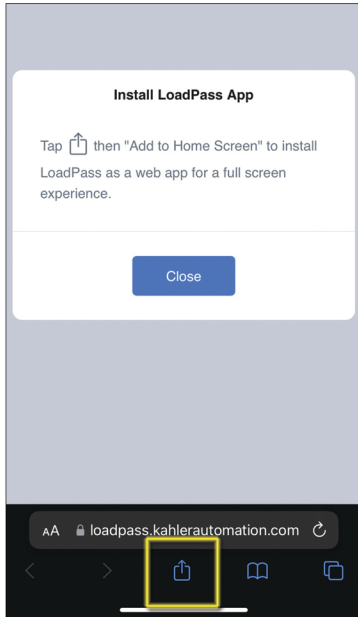 Install LoadPass App
Tap then "Add to Home Screen" to install
LoadPass as a web app for a full screen
experience.
Close
AA loadpass.kahlerautomation.com